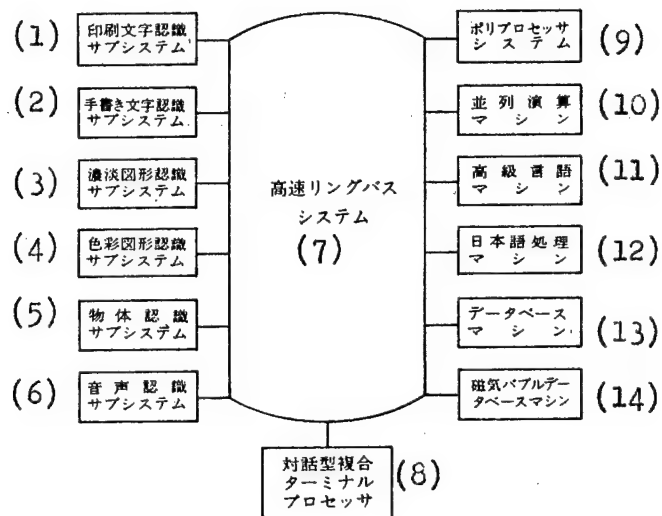 (1)
印刷文字認識
サブシステム
(2)
手書き文字認識
サブシステム
(3)
濃淡図形認識
サブシステム
(4)
色彩図形認識
サブシステム
(5)
物体認識
サブシステム
(6)
音声認識
サブシステム
高速リングバス
システム
(7)
対話型複合
ターミナル
プロセッサ
(8)
ポリプロセッサ
システム
(9)
並列演算
マシン
(10)
高級言語
マシン
(11)
日本語処理
マシン
(12)
データベース
マシン
(13)
磁気バブルデー
タベースマシン
(14)